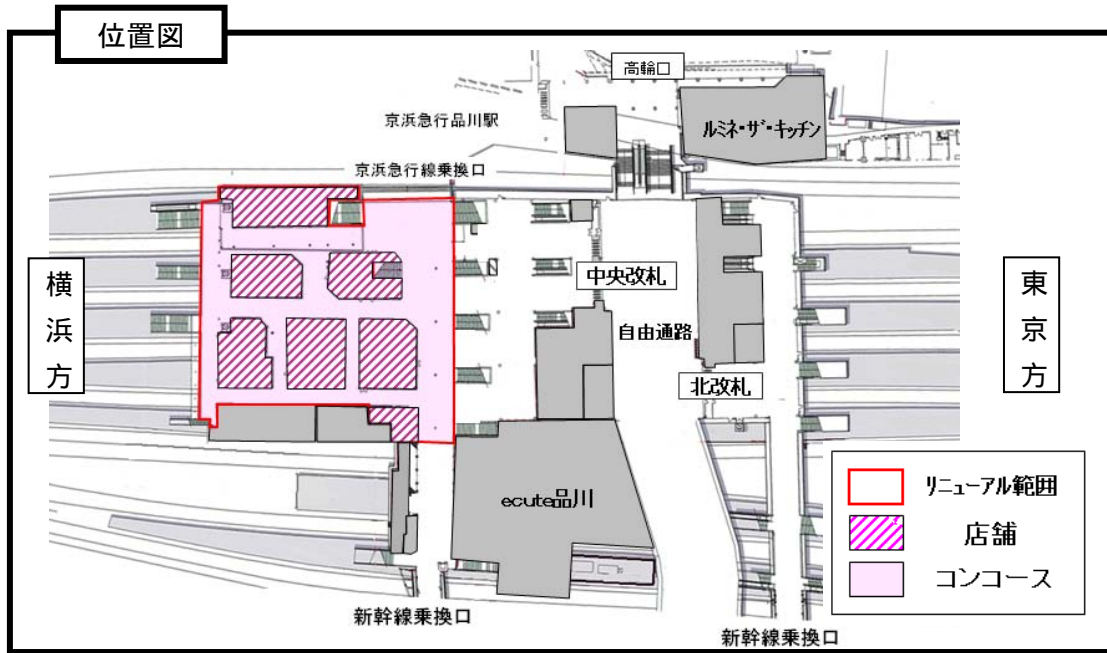 位置図
高輪口
京浜急行品川駅
ルミネ・ザ・キッチン
京浜急行線乗換口
横浜方
中央改札
自由通路
東京方
北改札
ecute品川
リニューアル範囲
店舗
コンコース
新幹線乗換口
新幹線乗換口